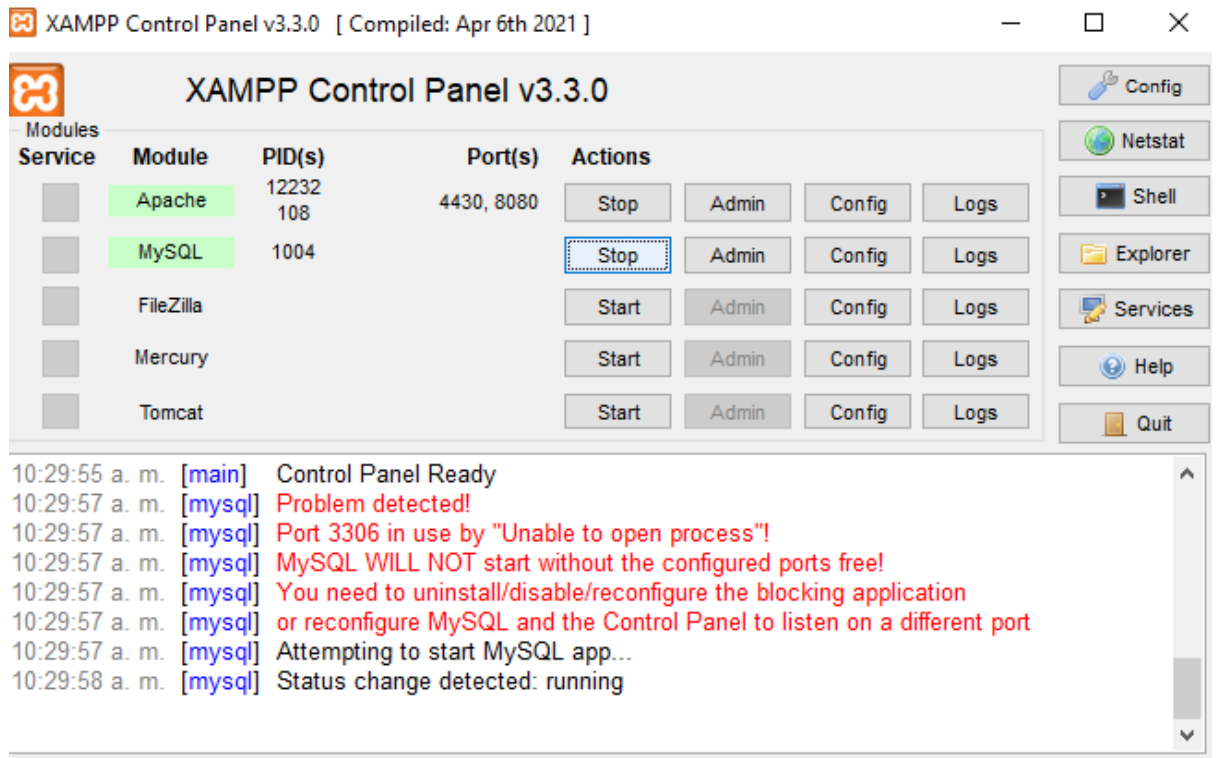 XAMPP Control Panel v3.3.0 [ Compiled: Apr 6th 2021 ]
XAMPP Control Panel v3.3.0
Config
Modules
Netstat
Service Module PID(s) Port(s) Actions
Apache 12232 108 4430, 8080 Stop Admin Config Logs
Shell
MySQL 1004 Stop Admin Config Logs
Explorer
FileZilla Start Admin Config Logs
Services
Mercury Start Admin Config Logs
Help
Tomcat Start Admin Config Logs
Quit
10:29:55 a. m. [main] Control Panel Ready
10:29:57 a. m. [mysql] Problem detected!
10:29:57 a. m. [mysql] Port 3306 in use by "Unable to open process"!
10:29:57 a. m. [mysql] MySQL WILL NOT start without the configured ports free!
10:29:57 a. m. [mysql] You need to uninstall/disable/reconfigure the blocking application
10:29:57 a. m. [mysql] or reconfigure MySQL and the Control Panel to listen on a different port
10:29:57 a. m. [mysql] Attempting to start MySQL app...
10:29:58 a. m. [mysql] Status change detected: running